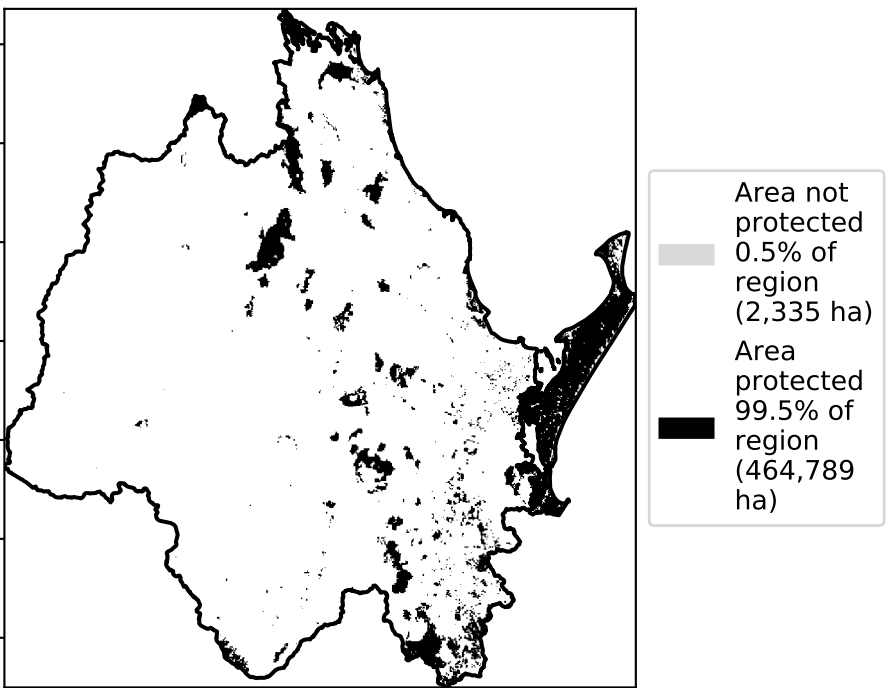 Area not
protected
0.5% of
region
(2,335 ha)
Area
protected
99.5% of
region
(464,789
ha)